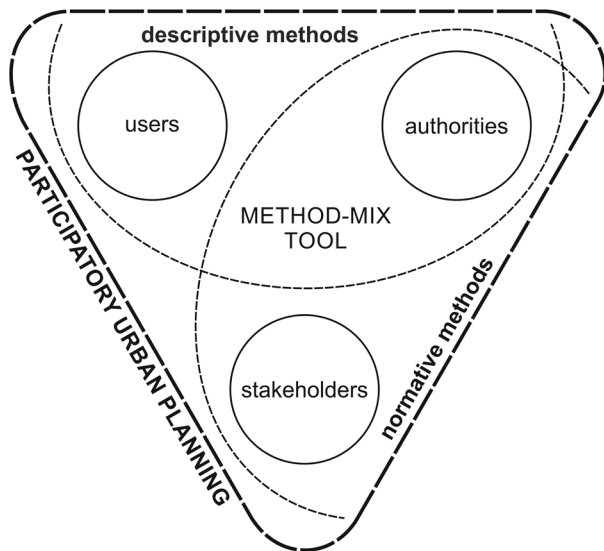 descriptive methods
users
authorities
METHOD-MIX
TOOL
PARTICIPATORY URBAN PLANNING
normative methods
stakeholders